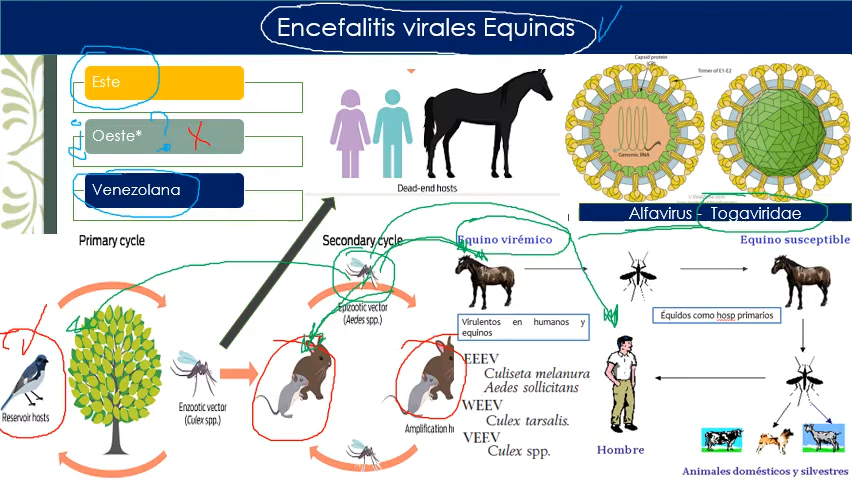 Encefalitis virales Equinas
Este
Oeste*
Venezolana
Dead-end hosts
Capsid protein
Trimer of E1-E2
Genomic RNA
Alfavirus - Togaviridae
Primary cycle
Secondary cycle
Equino virémico
Equino susceptible
Epizootic vector
(Aedes spp.)
Virulentos en humanos y
equinos
Équidos como hosp primarios
EEEV
Culiseta melanura
Aedes sollicitans
WEEV
Culex tarsalis.
VEEV
Culex spp.
Reservoir hosts
Enzootic vector
(Culex spp.)
Amplification h
Hombre
Animales domésticos y silvestres